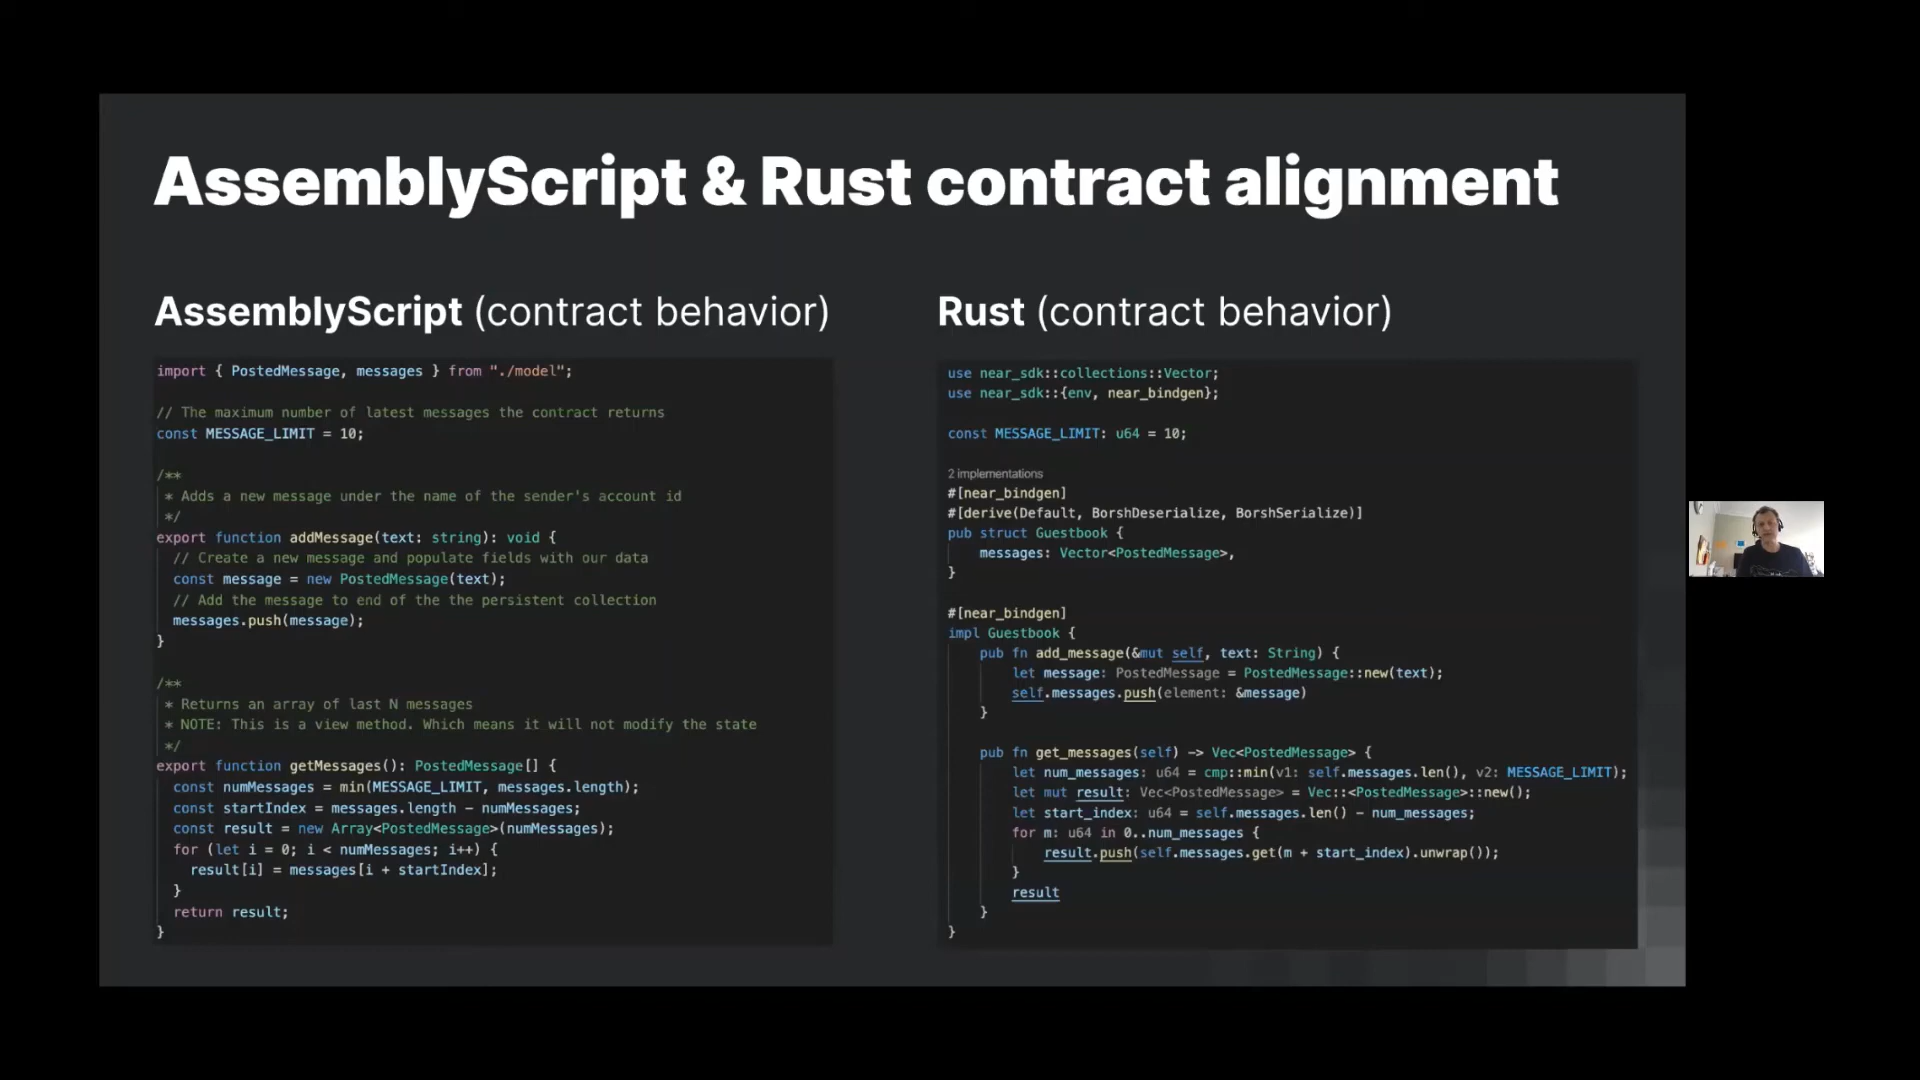 AssemblyScript & Rust contract alignment
AssemblyScript (contract behavior)
import { PostedMessage, messages } from "./model";
// The maximum number of latest messages the contract returns
const MESSAGE_LIMIT = 10;
/**
* Adds a new message under the name of the sender's account id
*/
export function addMessage(text: string): void {
// Create a new message and populate fields with our data
const message = new PostedMessage(text);
// Add the message to end of the the persistent collection
messages.push(message);
}
/**
* Returns an array of last N messages
* NOTE: This is a view method. Which means it will not modify the state
*/
export function getMessages(): PostedMessage[] {
const numMessages = min(MESSAGE_LIMIT, messages.length);
const startIndex = messages.length - numMessages;
const result = new Array<PostedMessage>(numMessages);
for (let i = 0; i < numMessages; i++) {
result[i] = messages[i + startIndex];
}
return result;
}
Rust (contract behavior)
use near_sdk::collections::Vector;
use near_sdk::{env, near_bindgen};
const MESSAGE_LIMIT: u64 = 10;
2 implementations
#[near_bindgen]
#[derive(Default, BorshDeserialize, BorshSerialize)]
pub struct Guestbook {
messages: Vector<PostedMessage>,
}
#[near_bindgen]
impl Guestbook {
pub fn add_message(&mut self, text: String) {
let message: PostedMessage = PostedMessage::new(text);
self.messages.push(element: &message)
}
pub fn get_messages(self) -> Vec<PostedMessage> {
let num_messages: u64 = cmp::min(v1: self.messages.len(), v2: MESSAGE_LIMIT);
let mut result: Vec<PostedMessage> = Vec::<PostedMessage>::new();
let start_index: u64 = self.messages.len() - num_messages;
for m: u64 in 0..num_messages {
result.push(self.messages.get(m + start_index).unwrap());
}
result
}
}